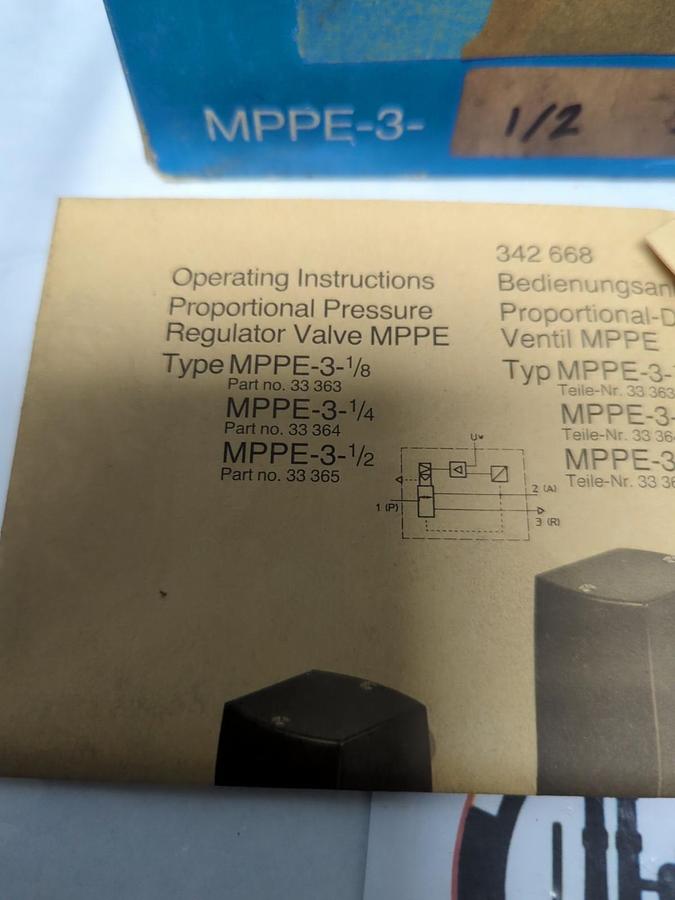 MPPE-3- 1/2
Operating Instructions
Proportional Pressure
Regulator Valve MPPE
Type MPPE-3-1/8
Part no. 33 363
MPPE-3-1/4
Part no. 33 364
MPPE-3-1/2
Part no. 33 365
342 668
Bedienungsan
Proportional-D
Ventil MPPE
Typ MPPE-3-
Teile-Nr. 33 363
MPPE-3-
Teile-Nr. 33 364
MPPE-3
Teile-Nr. 33 36
Uw
2 (A)
1 (P)
3 (R)